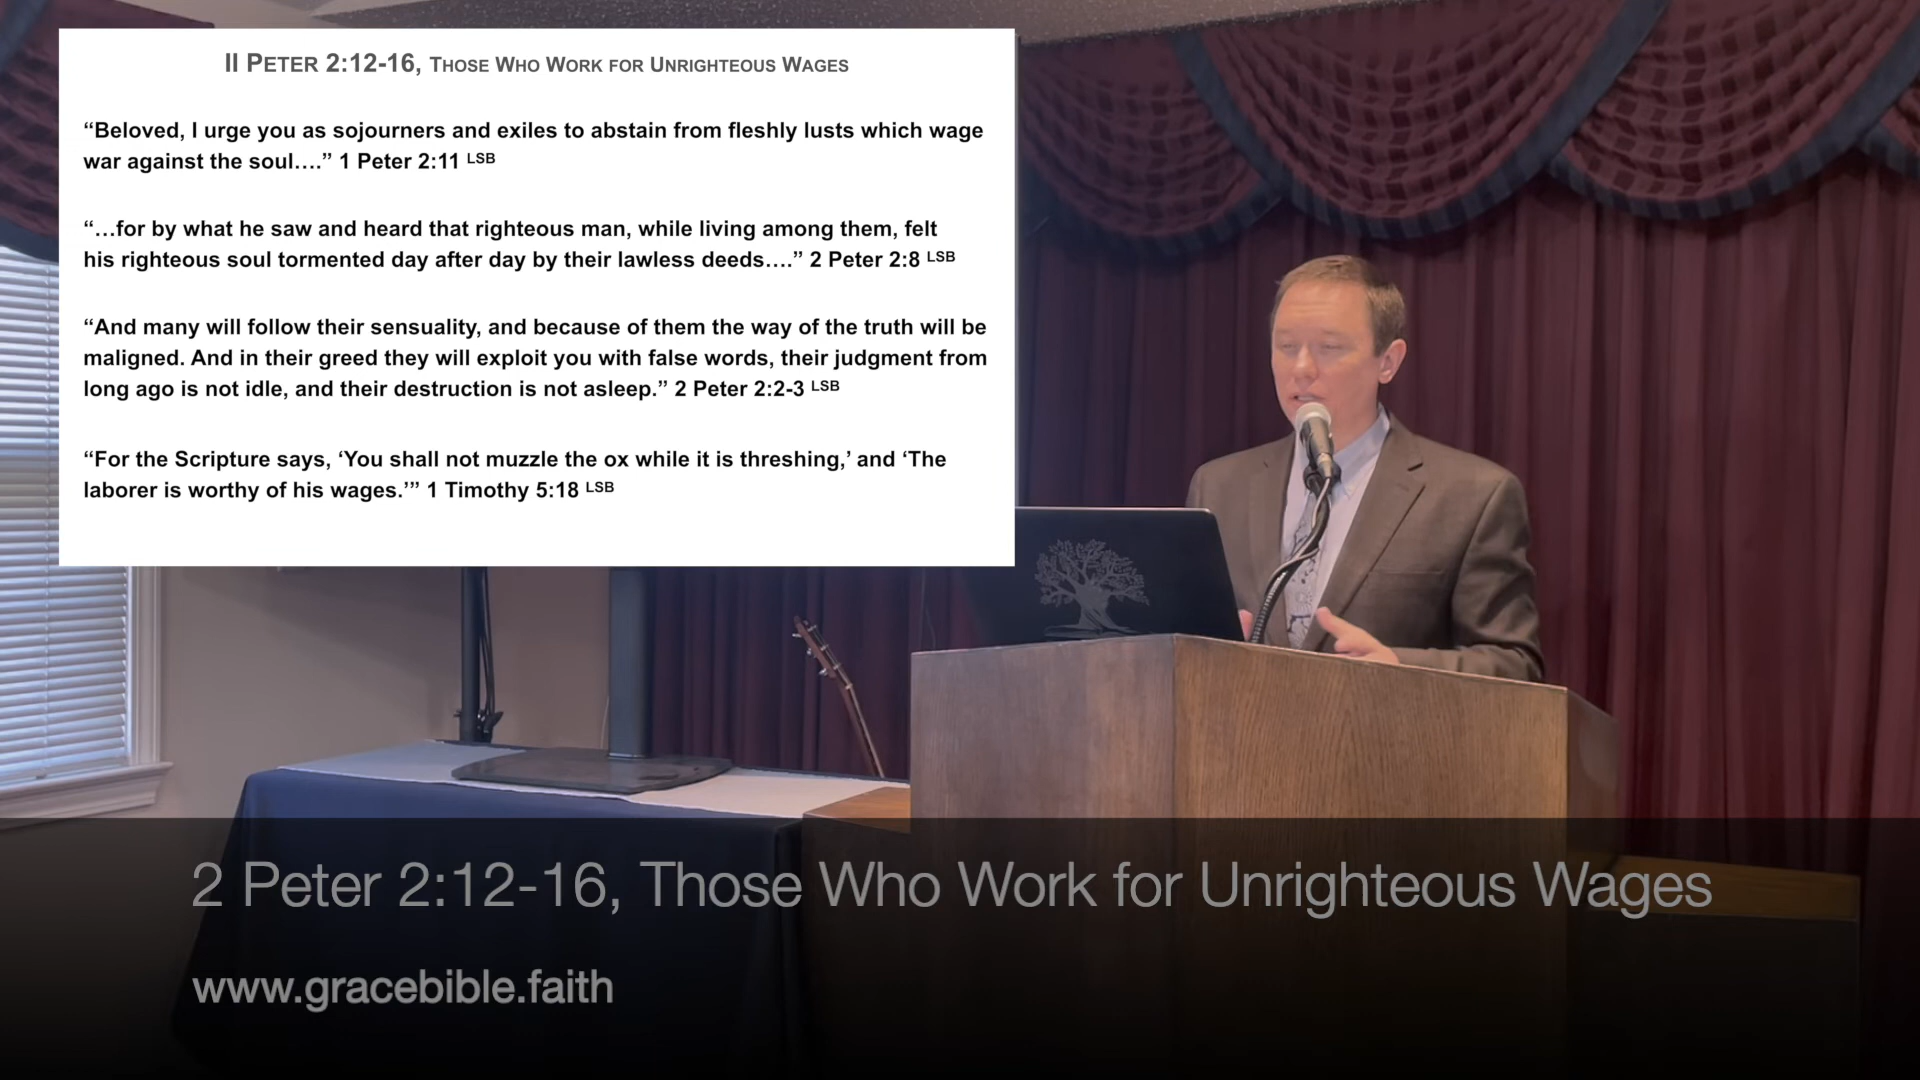 II PETER 2:12-16, THOSE WHO WORK FOR UNRIGHTEOUS WAGES
“Beloved, I urge you as sojourners and exiles to abstain from fleshly lusts which wage
war against the soul….” 1 Peter 2:11 LSB
“…for by what he saw and heard that righteous man, while living among them, felt
his righteous soul tormented day after day by their lawless deeds….” 2 Peter 2:8 LSB
“And many will follow their sensuality, and because of them the way of the truth will be
maligned. And in their greed they will exploit you with false words, their judgment from
long ago is not idle, and their destruction is not asleep.” 2 Peter 2:2-3 LSB
“For the Scripture says, ‘You shall not muzzle the ox while it is threshing,’ and ‘The
laborer is worthy of his wages.’” 1 Timothy 5:18 LSB
2 Peter 2:12-16, Those Who Work for Unrighteous Wages
www.gracebible.faith